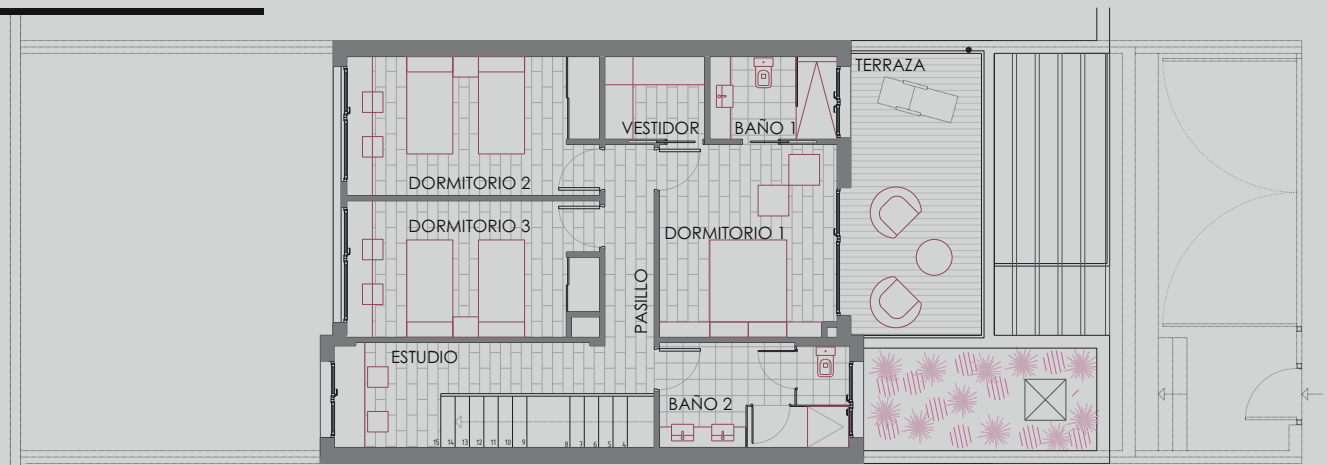 TERRAZA
VESTIDOR
BAÑO 1
DORMITORIO 2
DORMITORIO 3
DORMITORIO 1
PASILLO
ESTUDIO
BAÑO 2
15 14 13 12 11 10 9 8 7 6 5 4